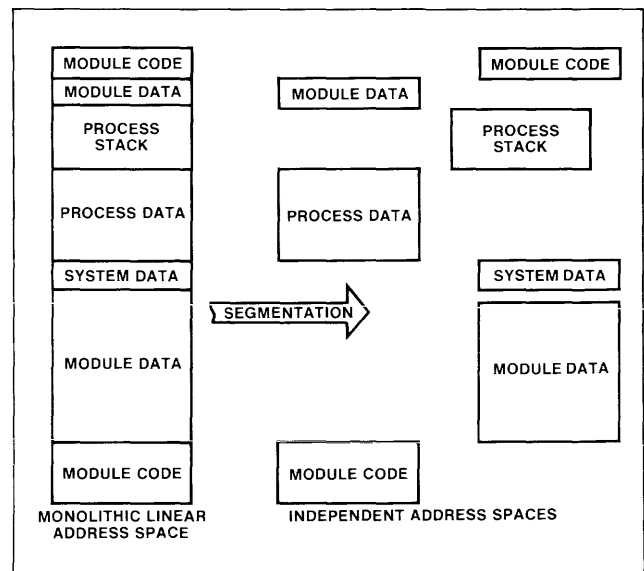 MODULE CODE
MODULE DATA
PROCESS
STACK
PROCESS DATA
SYSTEM DATA
MODULE DATA
MODULE CODE
MONOLITHIC LINEAR
ADDRESS SPACE
SEGMENTATION
MODULE CODE
MODULE DATA
PROCESS
STACK
PROCESS DATA
SYSTEM DATA
MODULE DATA
MODULE CODE
INDEPENDENT ADDRESS SPACES